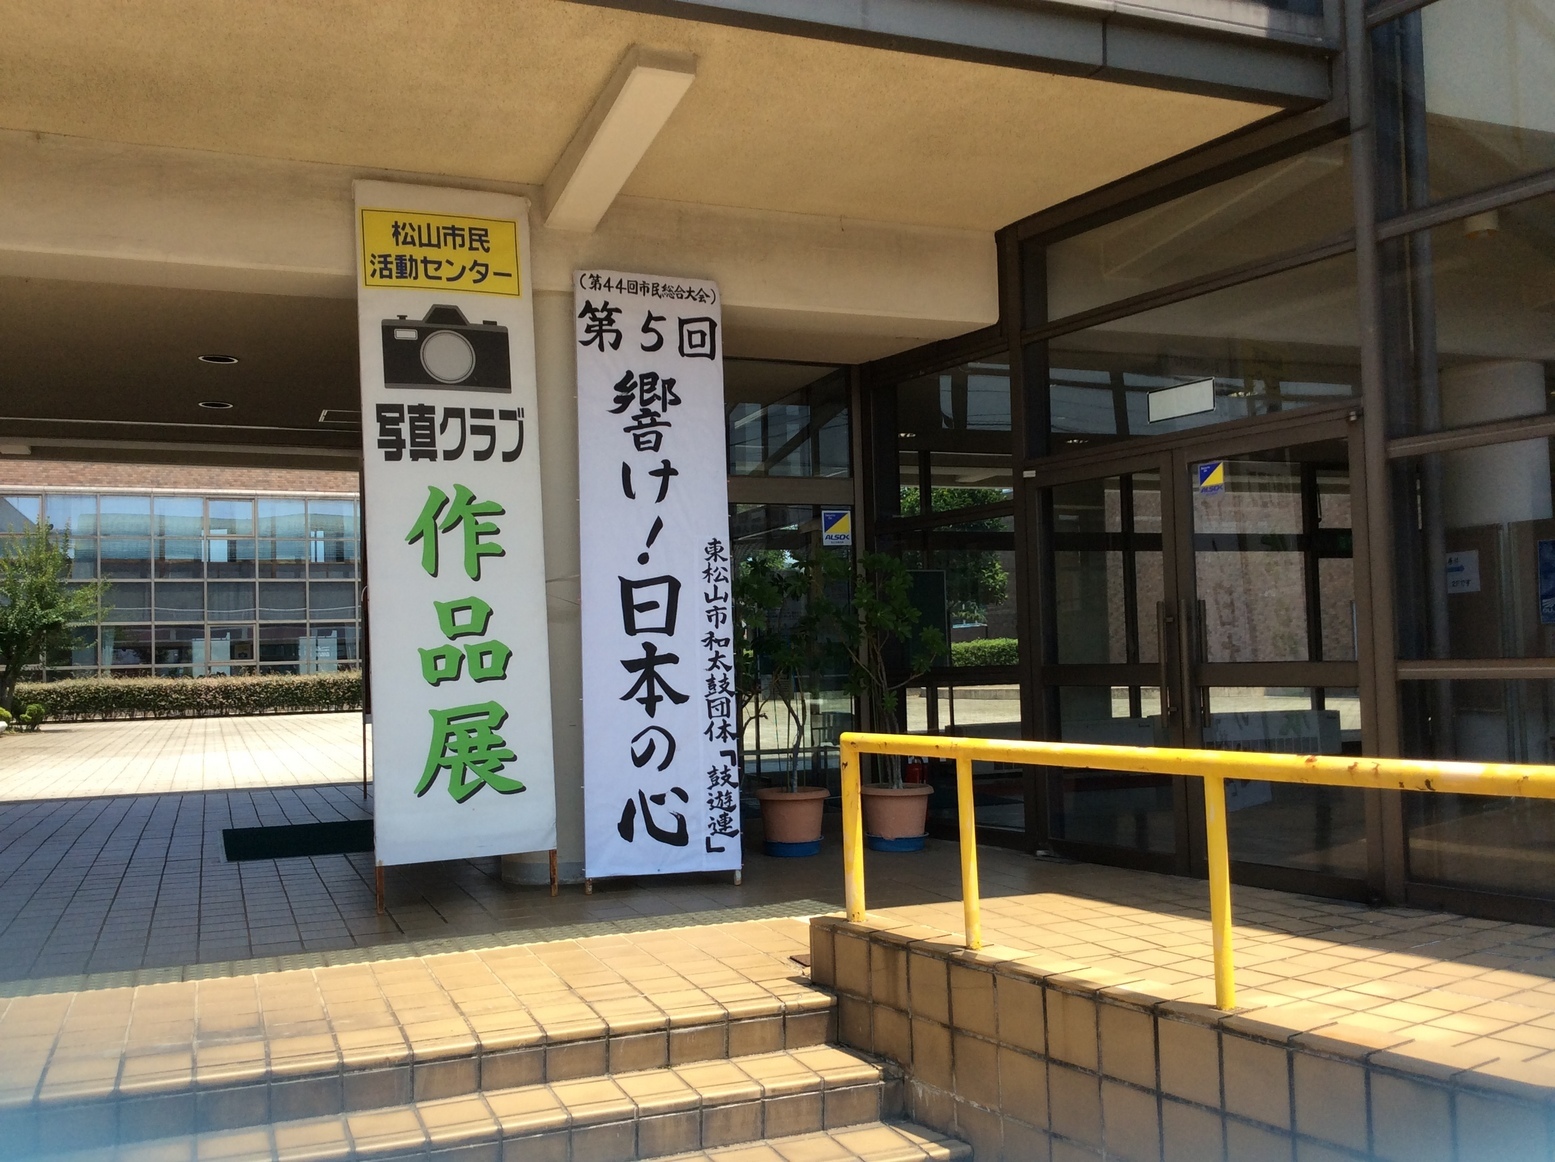 松山市民
活動センター
写真クラブ
作品展
(第44回市民総合大会)
第5回
響け!日本の心
東松山市和太鼓団体「鼓遊連」
ALSOK
ALSOK